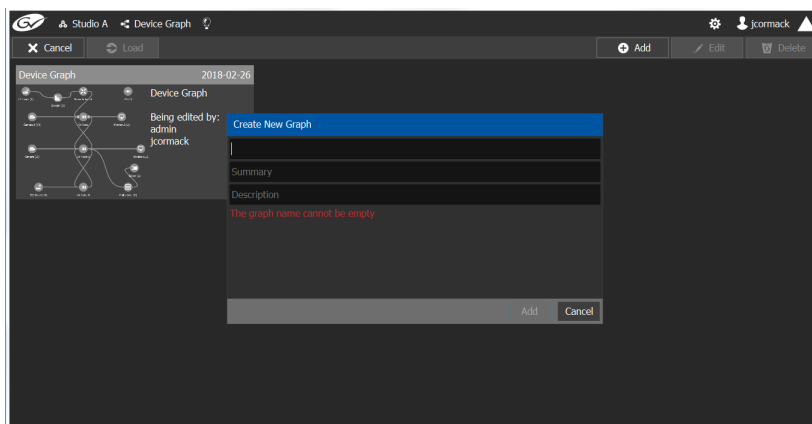 Studio A Device Graph jcormack
Cancel Load Add Edit Delete
Device Graph 2018-02-26
Device Graph
Being edited by:
admin
jcormack
Create New Graph
Summary
Description
The graph name cannot be empty
Add Cancel